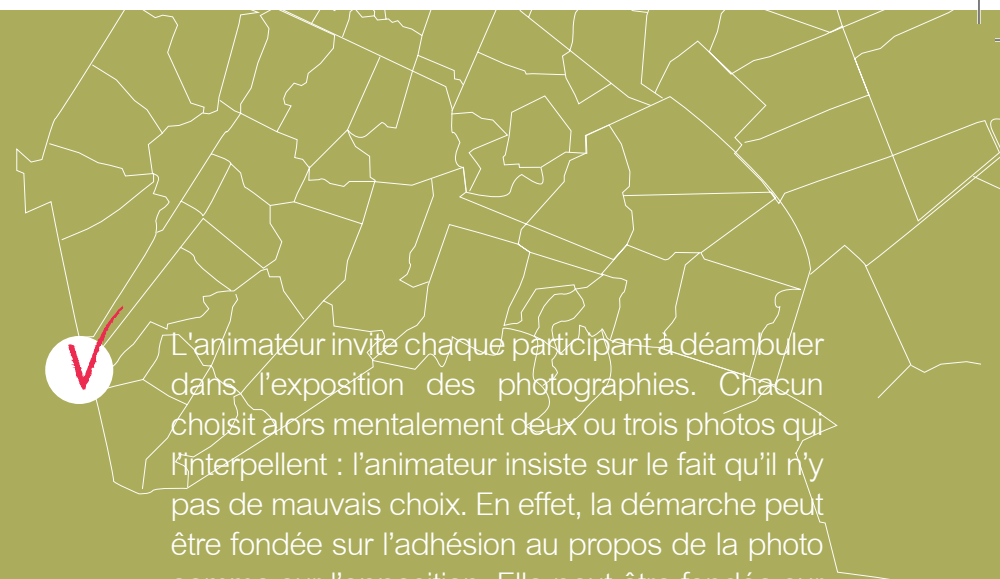 L'animateur invite chaque participant à déambuler
dans l’exposition des photographies. Chacun
choisit alors mentalement deux ou trois photos qui
l’interpellent : l’animateur insiste sur le fait qu’il n’y
pas de mauvais choix. En effet, la démarche peut
être fondée sur l’adhésion au propos de la photo